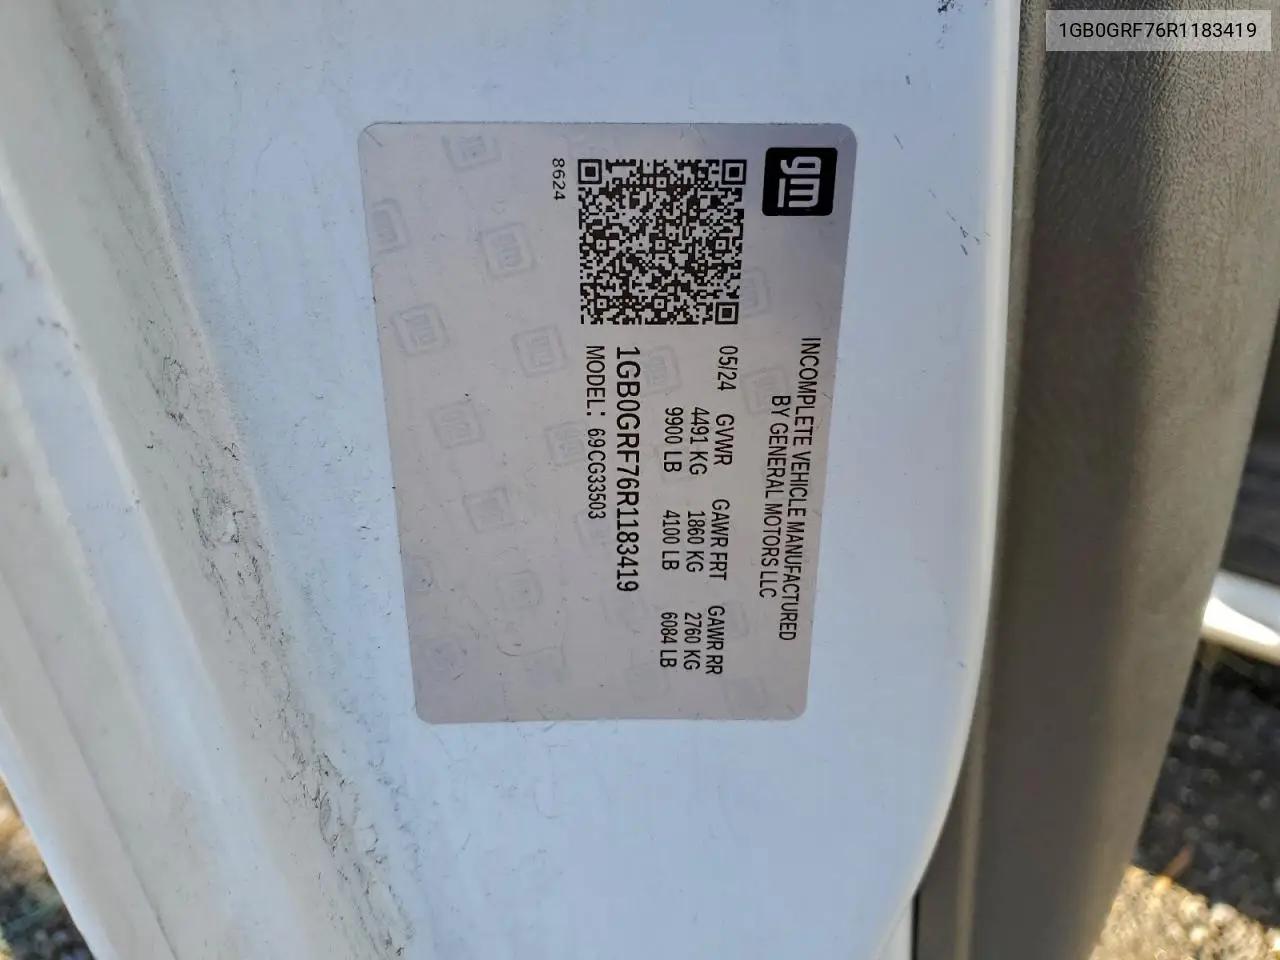 1GB0GRF76R1183419
gm
INCOMPLETE VEHICLE MANUFACTURED
BY GENERAL MOTORS LLC
05/24 GVWR GAWR FRT GAWR RR
4491 KG 1860 KG 2760 KG
9900 LB 4100 LB 6084 LB
1GB0GRF76R1183419
MODEL: 69CG33503
8624